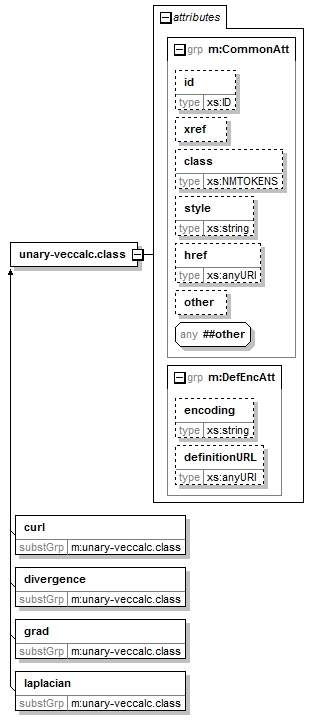 attributes
grp m:CommonAtt
id
type xs:ID
xref
class
type xs:NMTOKENS
style
type xs:string
unary-veccalc.class
href
type xs:anyURI
other
any ##other
grp m:DefEncAtt
encoding
type xs:string
definitionURL
type xs:anyURI
curl
substGrp m:unary-veccalc.class
divergence
substGrp m:unary-veccalc.class
grad
substGrp m:unary-veccalc.class
laplacian
substGrp m:unary-veccalc.class